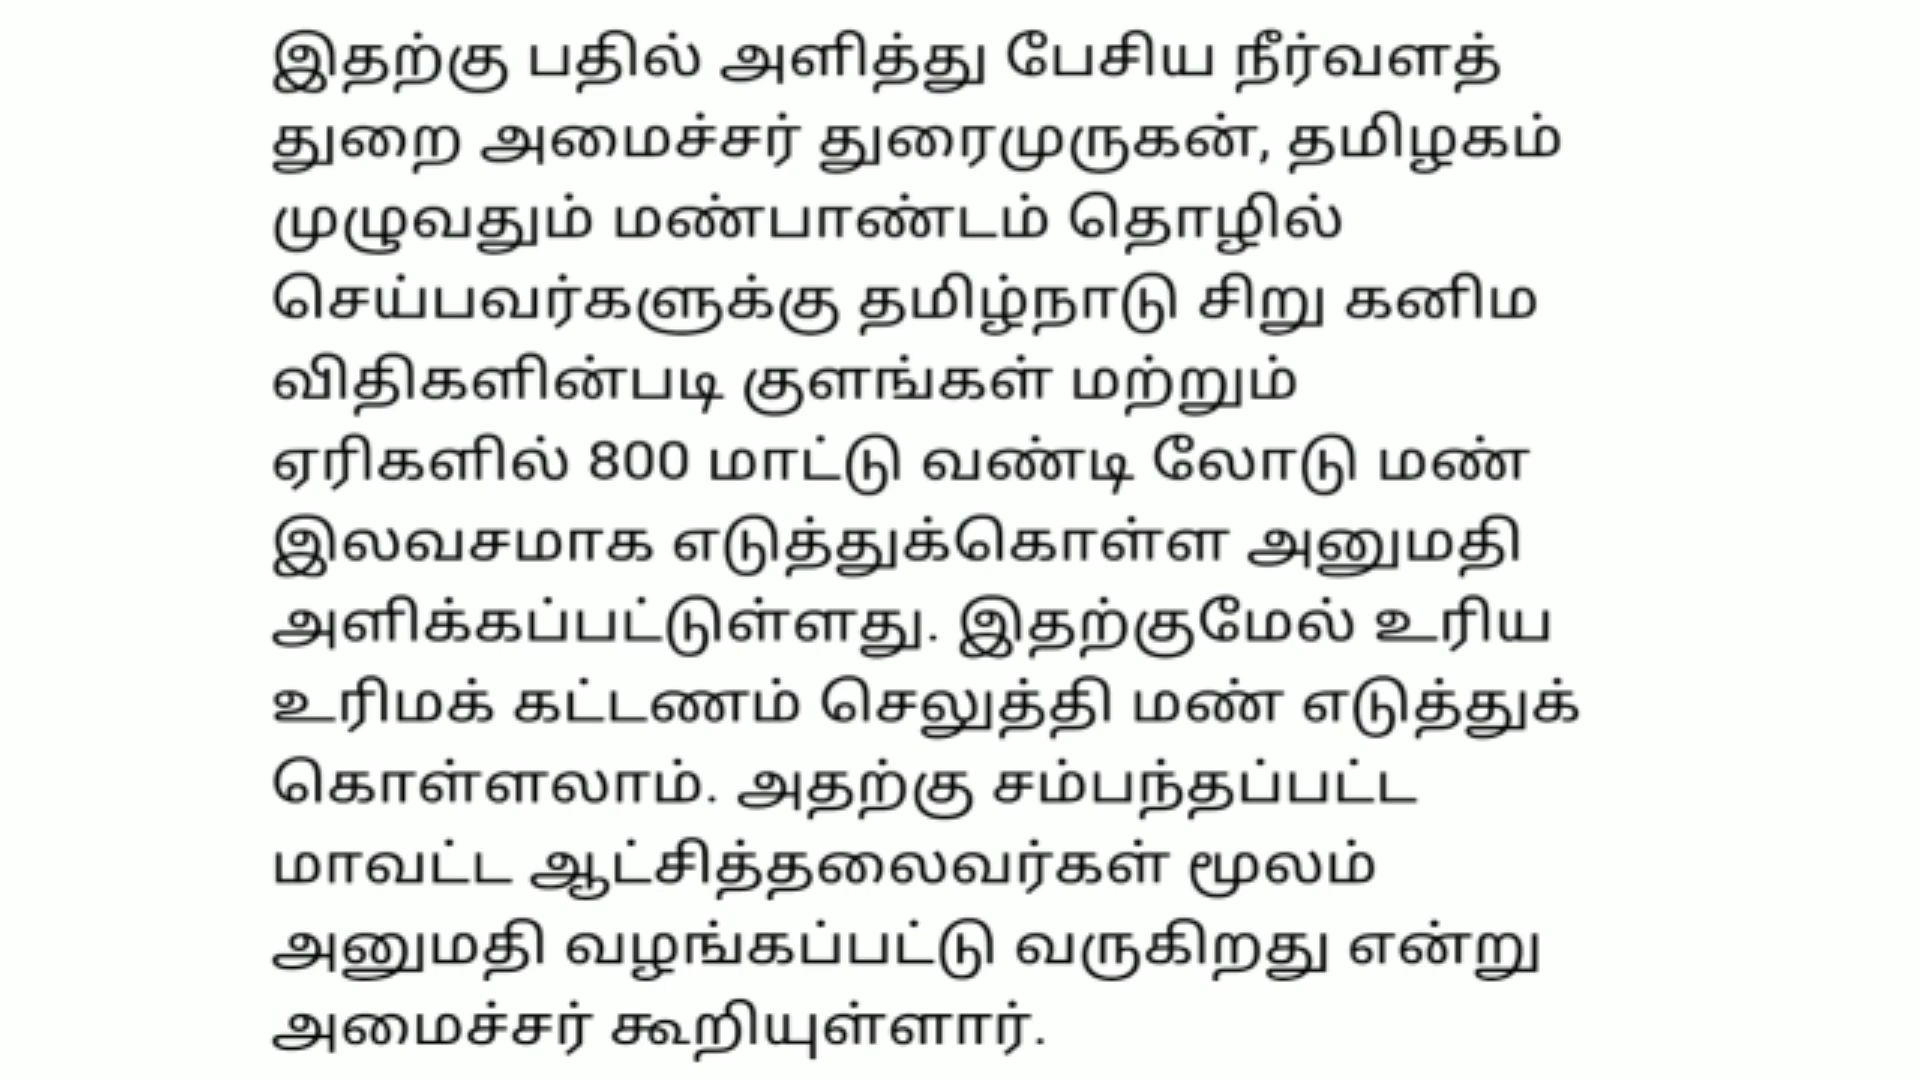 இதற்கு பதில் அளித்து பேசிய நீர்வளத்
துறை அமைச்சர் துரைமுருகன், தமிழகம்
முழுவதும் மண்பாண்டம் தொழில்
செய்பவர்களுக்கு தமிழ்நாடு சிறு கனிம
விதிகளின்படி குளங்கள் மற்றும்
ஏரிகளில் 800 மாட்டு வண்டி லோடு மண்
இலவசமாக எடுத்துக்கொள்ள அனுமதி
அளிக்கப்பட்டுள்ளது. இதற்குமேல் உரிய
உரிமக் கட்டணம் செலுத்தி மண் எடுத்துக்
கொள்ளலாம். அதற்கு சம்பந்தப்பட்ட
மாவட்ட ஆட்சித்தலைவர்கள் மூலம்
அனுமதி வழங்கப்பட்டு வருகிறது என்று
அமைச்சர் கூறியுள்ளார்.